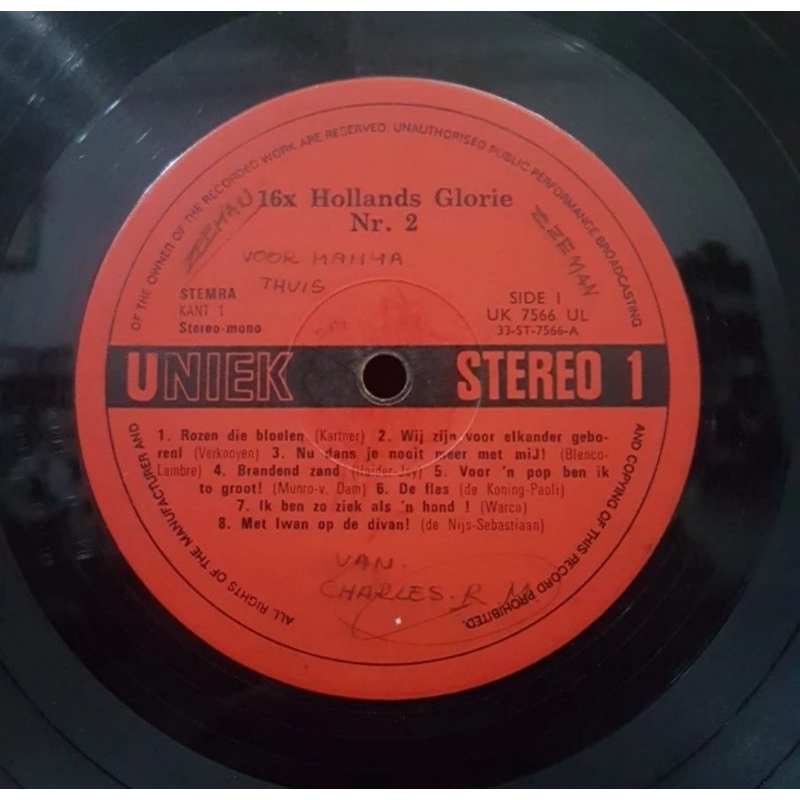 OF THE OWNER OF THE RECORDED WORK ARE RESERVED. UNAUTHORISED PUBLIC PERFORMANCE BROADCASTING
16x Hollands Glorie
Nr. 2
ZZEMAN
ZZEMAN
VOOR MAMMA
THUIS
STEMRA
KANT 1
Stereo-mono
SIDE I
UK 7566 UL
33-ST-7566-A
UNIEK
STEREO 1
1. Rozen die bloeien (Kartner) 2. Wij zijn voor elkander gebo-
ren! (Verkooyen) 3. Nu dans je nooit meer met miJ! (Blenco-
Lambre) 4. Brandend zand (Haider-Jay) 5. Voor 'n pop ben ik
to groot! (Munro-v. Dam) 6. De fles (de Koning-Paoli)
7. Ik ben zo ziek als 'n hond ! (Warco)
8. Met Iwan op de divan! (de Nijs-Sebastiaan)
VAN.
CHARLES. R M
ALL RIGHTS OF THE MANUFACTURER AND
AND COPYING OF THIS RECORD PROHIBITED.